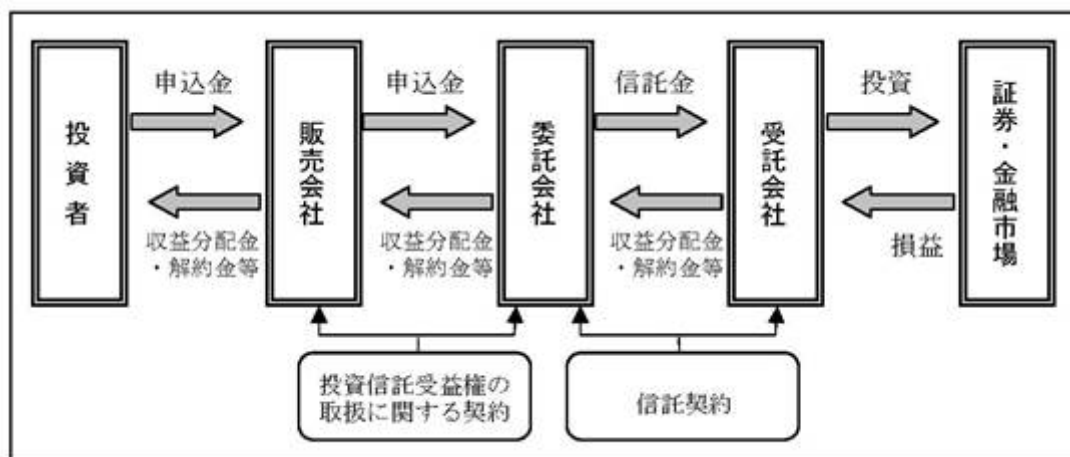 投資者
申込金
収益分配金
・解約金等
販売会社
申込金
収益分配金
・解約金等
委託会社
信託金
収益分配金
・解約金等
受託会社
投資
損益
証券・金融市場
投資信託受益権の
取扱に関する契約
信託契約